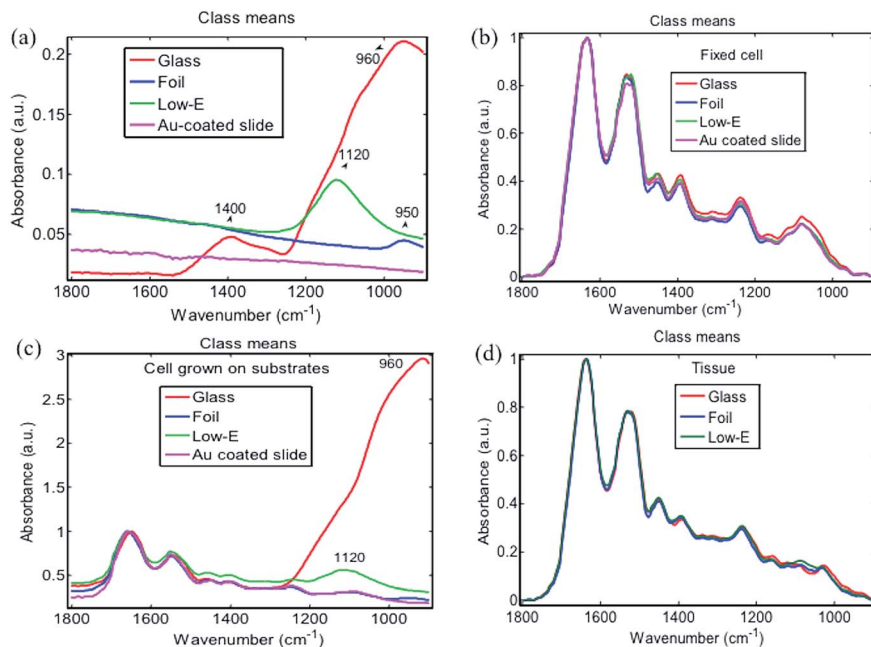 Class means
(a)
960
0.2
Glass
Foil
Low-E
Au-coated slide
0.15
Absorbance (a.u.)
1120
0.1
1400
950
0.05
1800 1600 1400 1200 1000
Wavenumber (cm-1)
Class means
(b)
1
Fixed cell
Glass
Foil
Low-E
Au coated slide
0.8
0.6
Absorbance (a.u.)
0.4
0.2
0
1800 1600 1400 1200 1000
Wavenumber (cm-1)
Class means
(c)
3
Cell grown on substrates
960
Glass
Foil
Low-E
Au coated slide
2.5
2
Absorbance (a.u.)
1.5
1
1120
0.5
1800 1600 1400 1200 1000
Wavenumber (cm-1)
Class means
(d)
1
Tissue
Glass
Foil
Low-E
0.8
0.6
Absorbance (a.u.)
0.4
0.2
0
1800 1600 1400 1200 1000
Wavenumber (cm-1)